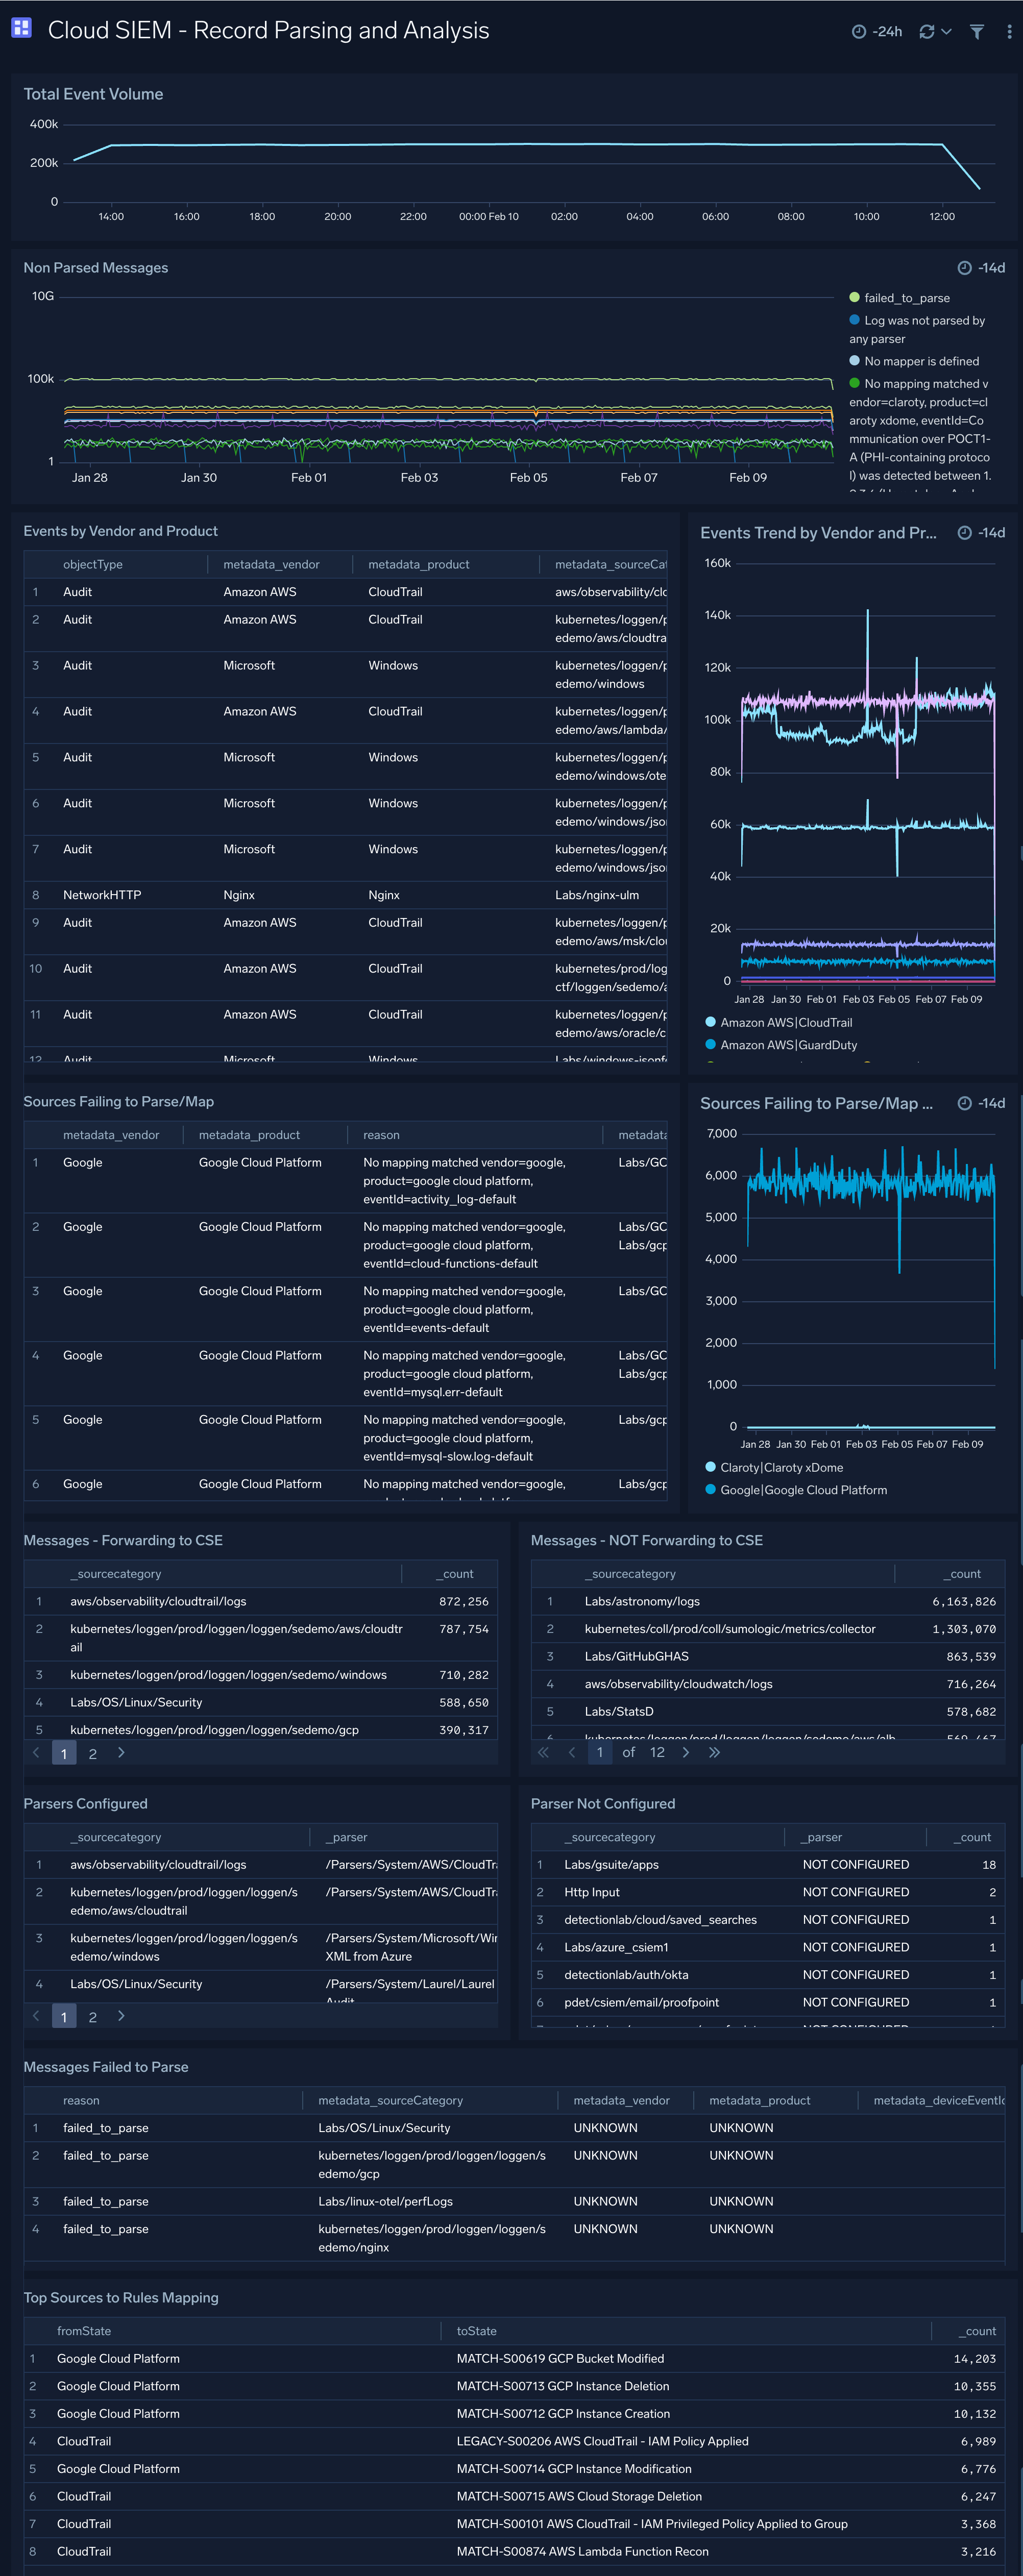 Cloud SIEM - Record Parsing and Analysis
-24h
Total Event Volume
400k
200k
0
14:00 16:00 18:00 20:00 22:00 00:00 Feb 10 02:00 04:00 06:00 08:00 10:00 12:00
Non Parsed Messages
-14d
10G
100k
1
Jan 28 Jan 30 Feb 01 Feb 03 Feb 05 Feb 07 Feb 09
failed_to_parse
Log was not parsed by
any parser
No mapper is defined
No mapping matched v
endor=claroty, product=cl
aroty xdome, eventId=Co
mmunication over POCT1-
A (PHI-containing protoco
l) was detected between 1.
Events by Vendor and Product
objectType metadata_vendor metadata_product metadata_sourceCat
1 Audit Amazon AWS CloudTrail aws/observability/clo
2 Audit Amazon AWS CloudTrail kubernetes/loggen/p
edemo/aws/cloudtra
3 Audit Microsoft Windows kubernetes/loggen/p
edemo/windows
4 Audit Amazon AWS CloudTrail kubernetes/loggen/p
edemo/aws/lambda/
5 Audit Microsoft Windows kubernetes/loggen/p
edemo/windows/ote
6 Audit Microsoft Windows kubernetes/loggen/p
edemo/windows/jso
7 Audit Microsoft Windows kubernetes/loggen/p
edemo/windows/jso
8 NetworkHTTP Nginx Nginx Labs/nginx-ulm
9 Audit Amazon AWS CloudTrail kubernetes/loggen/p
edemo/aws/msk/clou
10 Audit Amazon AWS CloudTrail kubernetes/prod/log
ctf/loggen/sedemo/a
11 Audit Amazon AWS CloudTrail kubernetes/loggen/p
edemo/aws/oracle/c
12 Audit Microsoft Windows Labs/windows-jsonf
Events Trend by Vendor and Pr...
-14d
160k
140k
120k
100k
80k
60k
40k
20k
0
Jan 28 Jan 30 Feb 01 Feb 03 Feb 05 Feb 07 Feb 09
Amazon AWS|CloudTrail
Amazon AWS|GuardDuty
Sources Failing to Parse/Map
metadata_vendor metadata_product reason metadata
1 Google Google Cloud Platform No mapping matched vendor=google, Labs/GC
product=google cloud platform,
eventId=activity_log-default
2 Google Google Cloud Platform No mapping matched vendor=google, Labs/GC
product=google cloud platform, Labs/gcp
eventId=cloud-functions-default
3 Google Google Cloud Platform No mapping matched vendor=google, Labs/GC
product=google cloud platform,
eventId=events-default
4 Google Google Cloud Platform No mapping matched vendor=google, Labs/GC
product=google cloud platform, Labs/gcp
eventId=mysql.err-default
5 Google Google Cloud Platform No mapping matched vendor=google, Labs/gcp
product=google cloud platform,
eventId=mysql-slow.log-default
6 Google Google Cloud Platform No mapping matched vendor=google, Labs/gcp
Sources Failing to Parse/Map ...
-14d
7,000
6,000
5,000
4,000
3,000
2,000
1,000
0
Jan 28 Jan 30 Feb 01 Feb 03 Feb 05 Feb 07 Feb 09
Claroty|Claroty xDome
Google|Google Cloud Platform
Messages - Forwarding to CSE
_sourcecategory _count
1 aws/observability/cloudtrail/logs 872,256
2 kubernetes/loggen/prod/loggen/loggen/sedemo/aws/cloudtr 787,754
ail
3 kubernetes/loggen/prod/loggen/loggen/sedemo/windows 710,282
4 Labs/OS/Linux/Security 588,650
5 kubernetes/loggen/prod/loggen/loggen/sedemo/gcp 390,317
1 2
Messages - NOT Forwarding to CSE
_sourcecategory _count
1 Labs/astronomy/logs 6,163,826
2 kubernetes/coll/prod/coll/sumologic/metrics/collector 1,303,070
3 Labs/GitHubGHAS 863,539
4 aws/observability/cloudwatch/logs 716,264
5 Labs/StatsD 578,682
6 kubernetes/loggen/prod/loggen/loggen/sedemo/aws/alb 569,467
1 of 12
Parsers Configured
_sourcecategory _parser
1 aws/observability/cloudtrail/logs /Parsers/System/AWS/CloudTra
2 kubernetes/loggen/prod/loggen/loggen/s /Parsers/System/AWS/CloudTra
edemo/aws/cloudtrail
3 kubernetes/loggen/prod/loggen/loggen/s /Parsers/System/Microsoft/Win
edemo/windows XML from Azure
4 Labs/OS/Linux/Security /Parsers/System/Laurel/Laurel
Audit
1 2
Parser Not Configured
_sourcecategory _parser _count
1 Labs/gsuite/apps NOT CONFIGURED 18
2 Http Input NOT CONFIGURED 2
3 detectionlab/cloud/saved_searches NOT CONFIGURED 1
4 Labs/azure_csiem1 NOT CONFIGURED 1
5 detectionlab/auth/okta NOT CONFIGURED 1
6 pdet/csiem/email/proofpoint NOT CONFIGURED 1
Messages Failed to Parse
reason metadata_sourceCategory metadata_vendor metadata_product metadata_deviceEventId
1 failed_to_parse Labs/OS/Linux/Security UNKNOWN UNKNOWN
2 failed_to_parse kubernetes/loggen/prod/loggen/loggen/s UNKNOWN UNKNOWN
edemo/gcp
3 failed_to_parse Labs/linux-otel/perfLogs UNKNOWN UNKNOWN
4 failed_to_parse kubernetes/loggen/prod/loggen/loggen/s UNKNOWN UNKNOWN
edemo/nginx
Top Sources to Rules Mapping
fromState toState _count
1 Google Cloud Platform MATCH-S00619 GCP Bucket Modified 14,203
2 Google Cloud Platform MATCH-S00713 GCP Instance Deletion 10,355
3 Google Cloud Platform MATCH-S00712 GCP Instance Creation 10,132
4 CloudTrail LEGACY-S00206 AWS CloudTrail - IAM Policy Applied 6,989
5 Google Cloud Platform MATCH-S00714 GCP Instance Modification 6,776
6 CloudTrail MATCH-S00715 AWS Cloud Storage Deletion 6,247
7 CloudTrail MATCH-S00101 AWS CloudTrail - IAM Privileged Policy Applied to Group 3,368
8 CloudTrail MATCH-S00874 AWS Lambda Function Recon 3,216